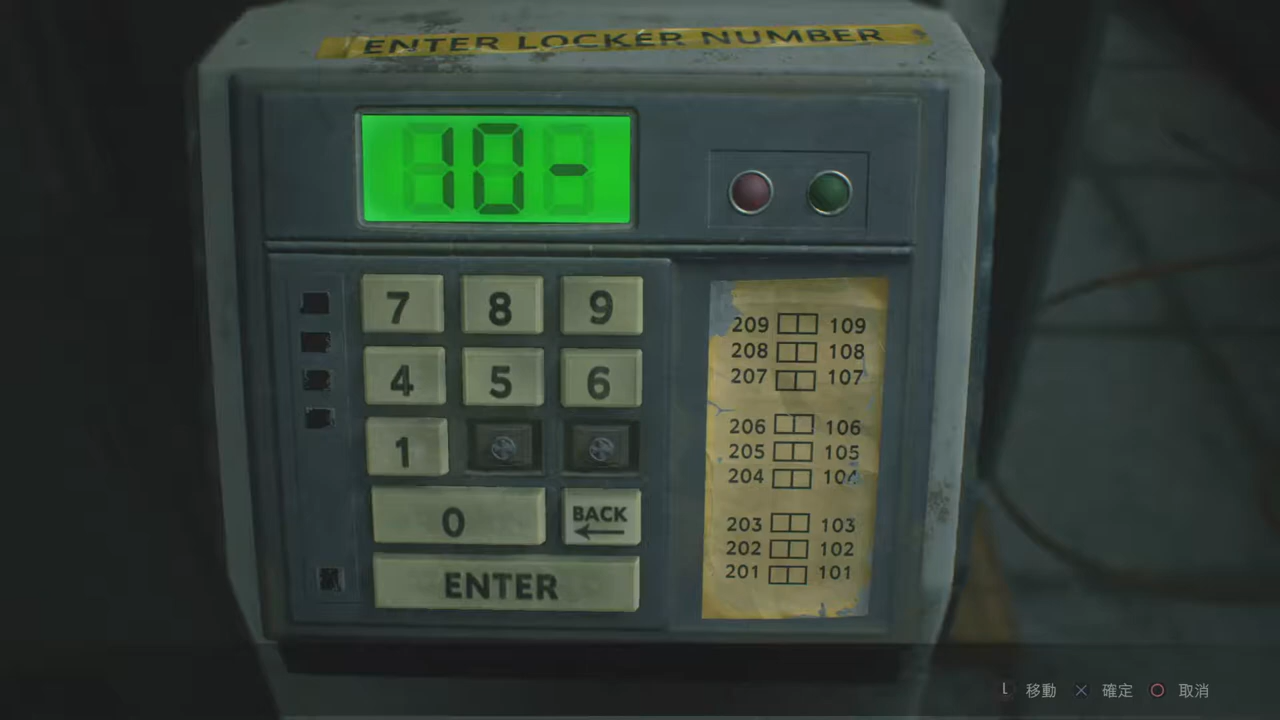 ENTER LOCKER NUMBER
10-
7 8 9
4 5 6
1
0 BACK
ENTER
209 109
208 108
207 107
206 106
205 105
204 104
203 103
202 102
201 101
L 移動 確定 取消